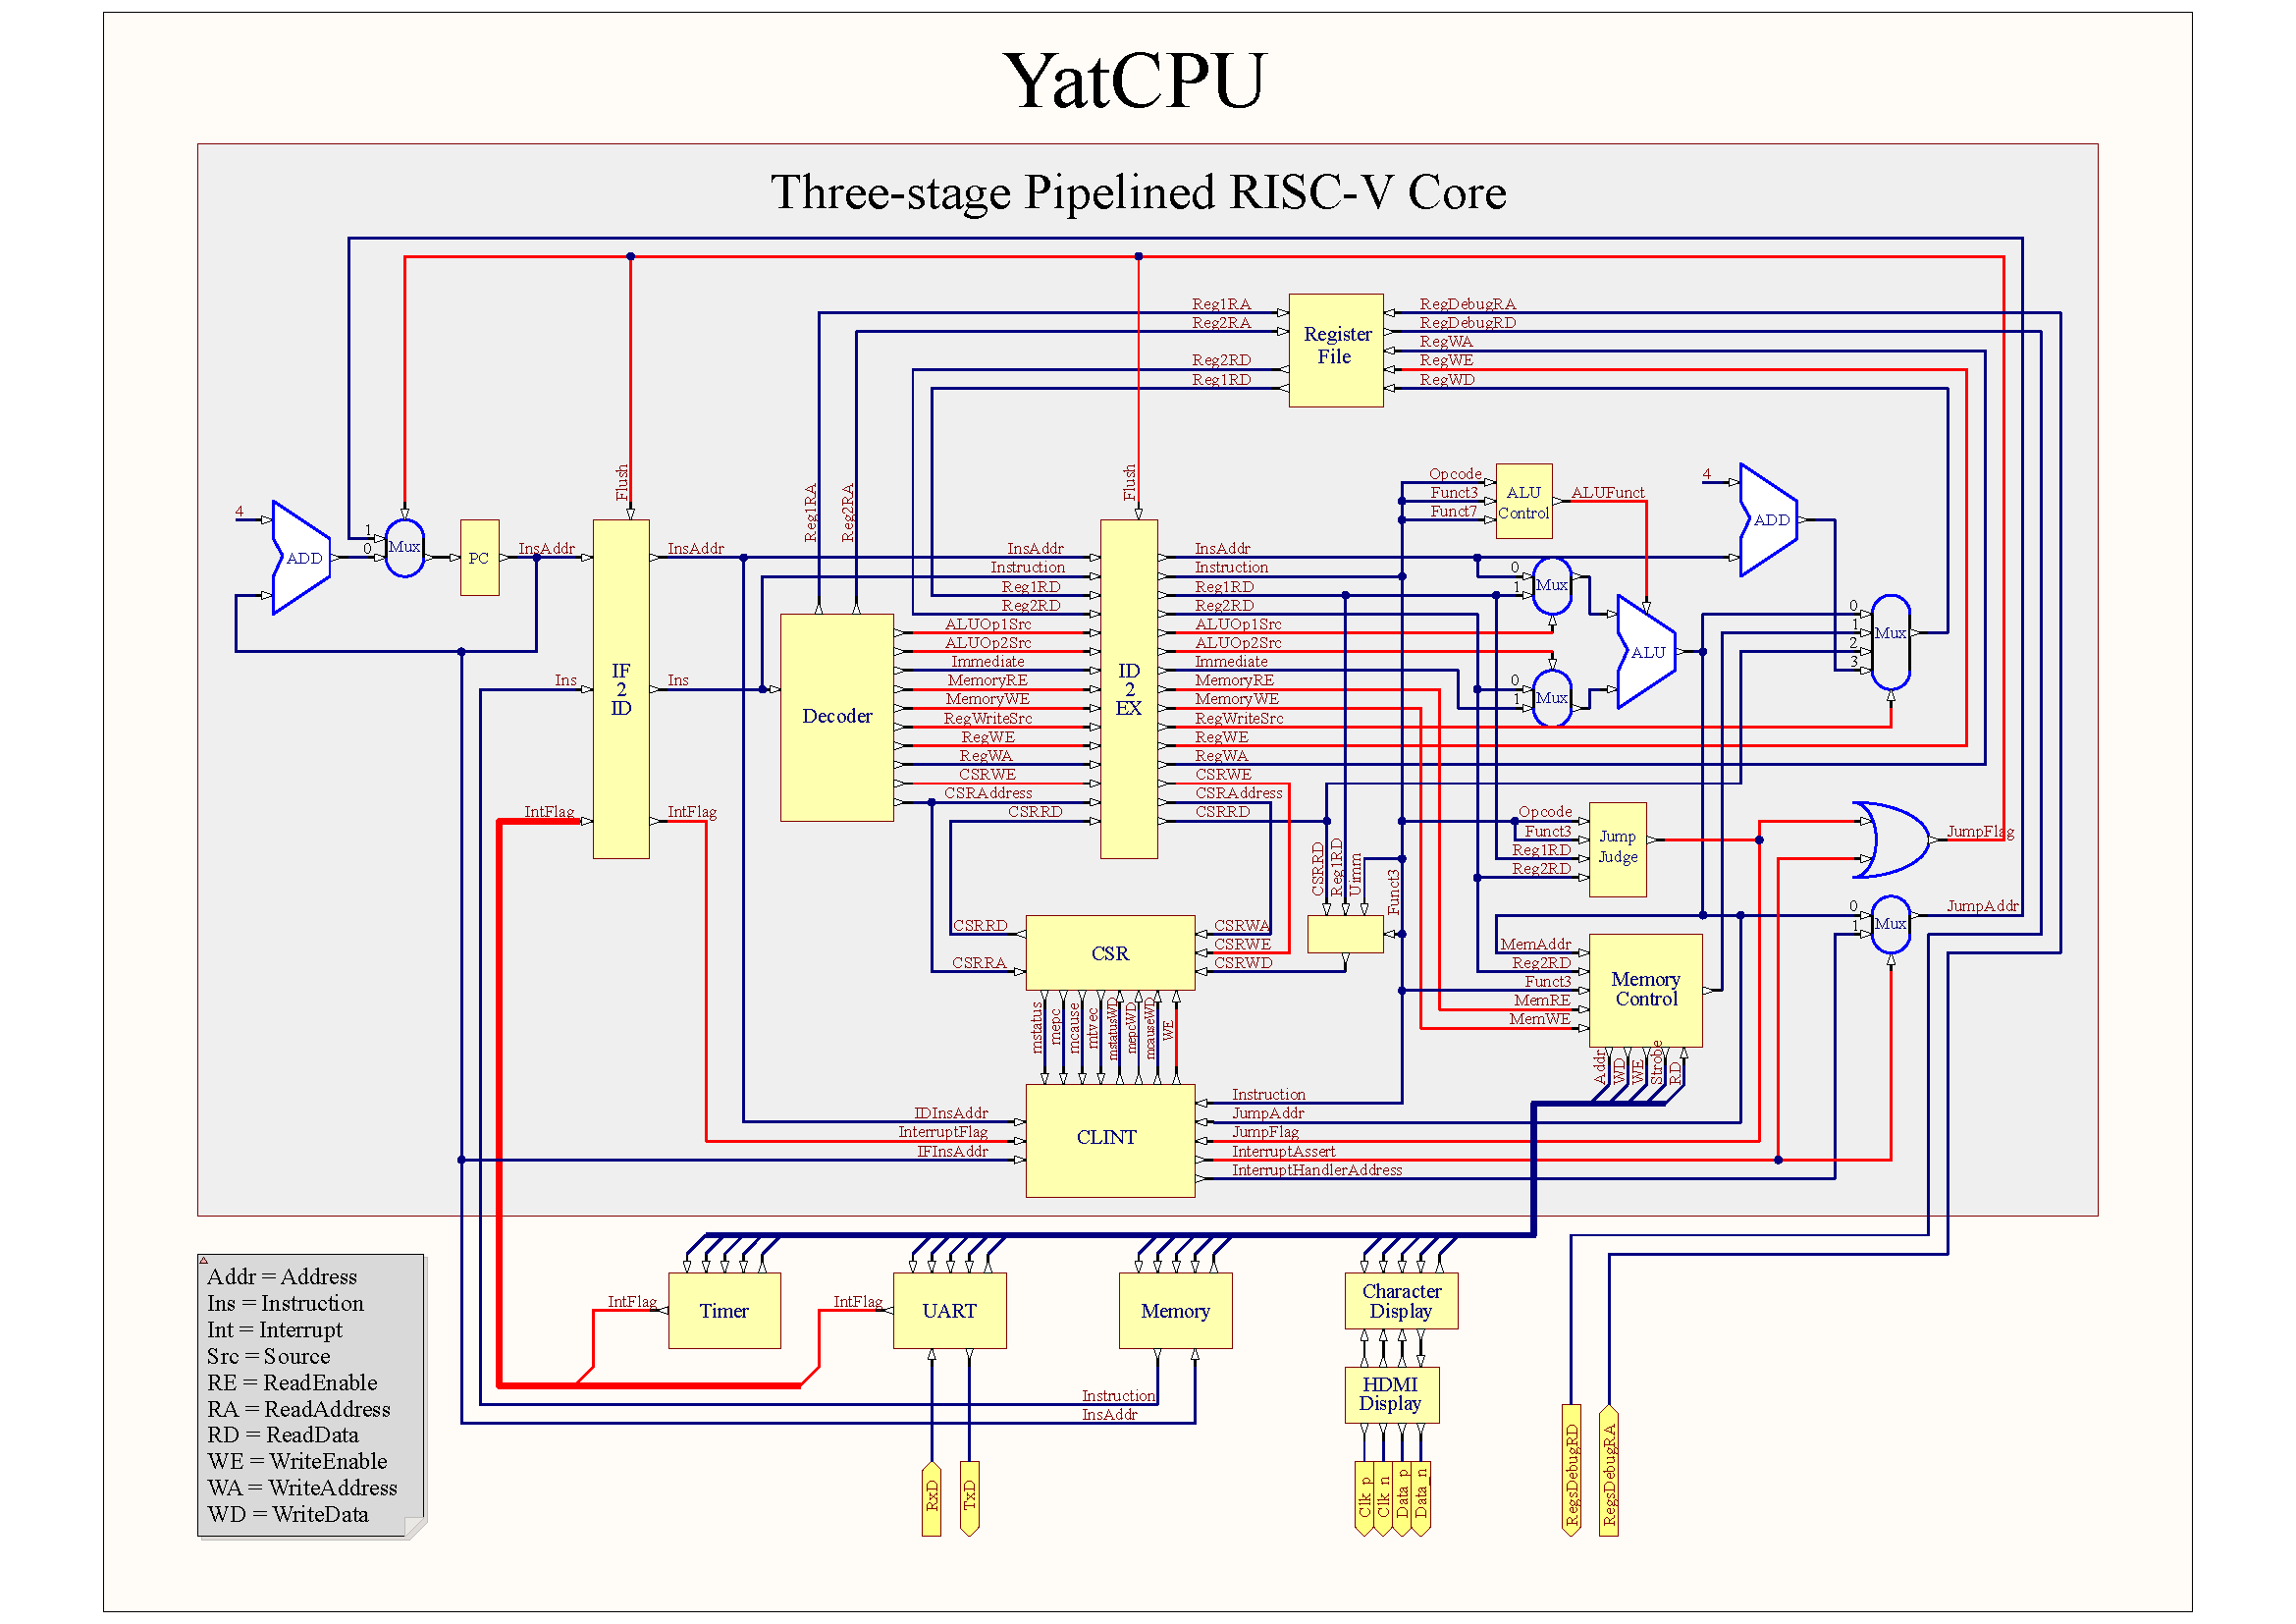 YatCPU
Three-stage Pipelined RISC-V Core
Reg1RA
Reg2RA
Reg2RD
Reg1RD
Register
File
RegDebugRA
RegDebugRD
RegWA
RegWE
RegWD
Flush
Reg1RA
Reg2RA
Flush
4
ADD
1
0
Mux
PC
InsAddr
Ins
IntFlag
IF
2
ID
InsAddr
Ins
IntFlag
Decoder
InsAddr
Instruction
Reg1RD
Reg2RD
ALUOp1Src
ALUOp2Src
Immediate
MemoryRE
MemoryWE
RegWriteSrc
RegWE
RegWA
CSRWE
CSRAddress
CSRRD
ID
2
EX
InsAddr
Instruction
Reg1RD
Reg2RD
ALUOp1Src
ALUOp2Src
Immediate
MemoryRE
MemoryWE
RegWriteSrc
RegWE
RegWA
CSRWE
CSRAddress
CSRRD
Opcode
Funct3
Funct7
ALU
Control
ALUFunct
0
1
Mux
0
1
Mux
ALU
4
ADD
0
1
2
3
Mux
Opcode
Funct3
Reg1RD
Reg2RD
Jump
Judge
JumpFlag
0
1
Mux
JumpAddr
CSRRD
Reg1RD
Uimm
Funct3
CSRRD
CSRRA
CSR
CSRWA
CSRWE
CSRWD
MemAddr
Reg2RD
Funct3
MemRE
MemWE
Memory
Control
Addr
WD
WE
Strobe
RD
mstatus
mepc
mcause
mtvec
mstatusWD
mepcWD
mcauseWD
WE
IDInsAddr
InterruptFlag
IFInsAddr
CLINT
Instruction
JumpAddr
JumpFlag
InterruptAssert
InterruptHandlerAddress
IntFlag
Timer
IntFlag
UART
Memory
Character
Display
HDMI
Display
Instruction
InsAddr
RxD
TxD
Clk_p
Clk_n
Data_p
Data_n
RegsDebugRD
RegsDebugRA
Addr = Address
Ins = Instruction
Int = Interrupt
Src = Source
RE = ReadEnable
RA = ReadAddress
RD = ReadData
WE = WriteEnable
WA = WriteAddress
WD = WriteData